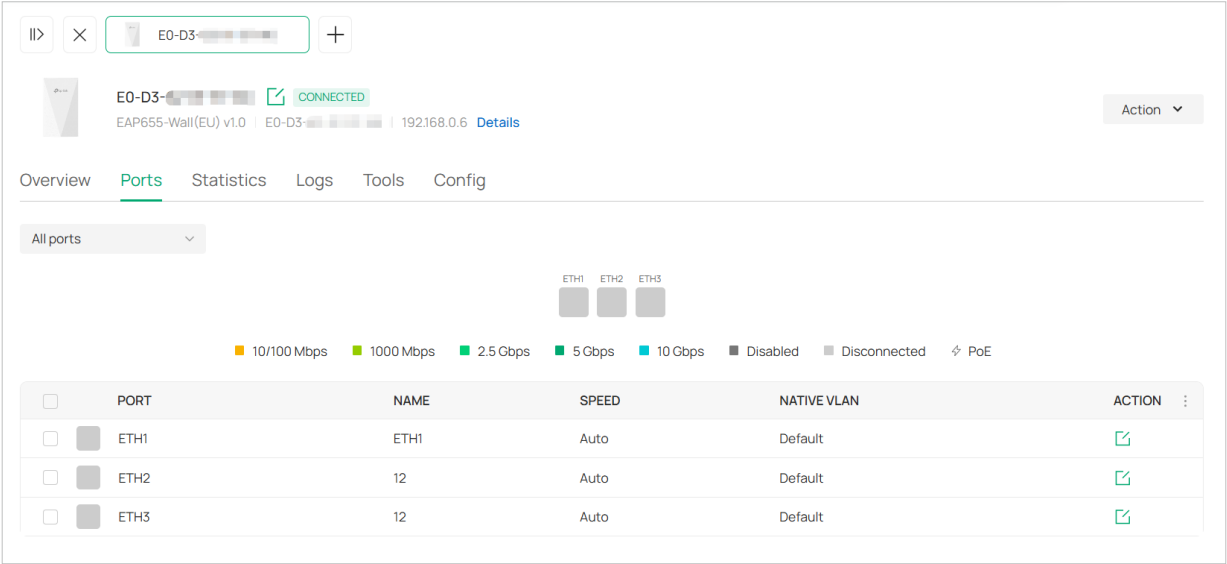 E0-D3-
E0-D3- CONNECTED
EAP655-Wall(EU) v1.0 E0-D3- 192.168.0.6 Details
Action
Overview Ports Statistics Logs Tools Config
All ports
ETH1 ETH2 ETH3
10/100 Mbps 1000 Mbps 2.5 Gbps 5 Gbps 10 Gbps Disabled Disconnected PoE
PORT NAME SPEED NATIVE VLAN ACTION
ETH1 ETH1 Auto Default
ETH2 12 Auto Default
ETH3 12 Auto Default